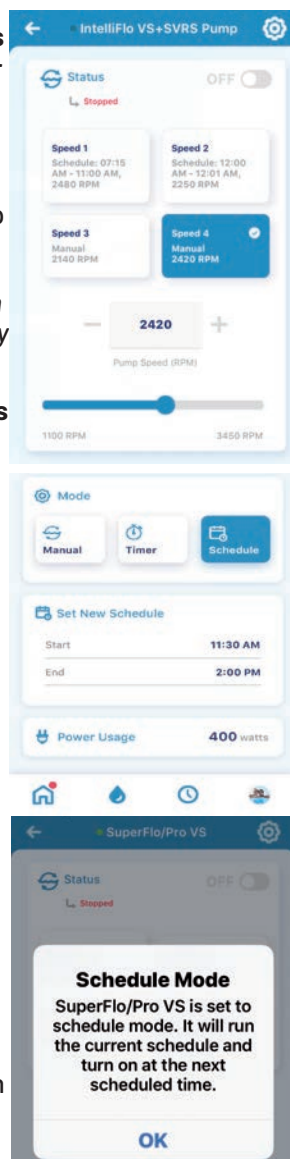 IntelliFlo VS+SVRS Pump
Status
OFF
Stopped
Speed 1
Schedule: 07:15
AM - 11:00 AM,
2480 RPM
Speed 2
Schedule: 12:00
AM - 12:01 AM,
2250 RPM
Speed 3
Manual
2140 RPM
Speed 4
Manual
2420 RPM
2420
Pump Speed (RPM)
1100 RPM
3450 RPM
Mode
Manual
Timer
Schedule
Set New Schedule
Start
11:30 AM
End
2:00 PM
Power Usage
400 watts
SuperFlo/Pro VS
Status
OFF
Stopped
Schedule Mode
SuperFlo/Pro VS is set to
schedule mode. It will run
the current schedule and
turn on at the next
scheduled time.
OK